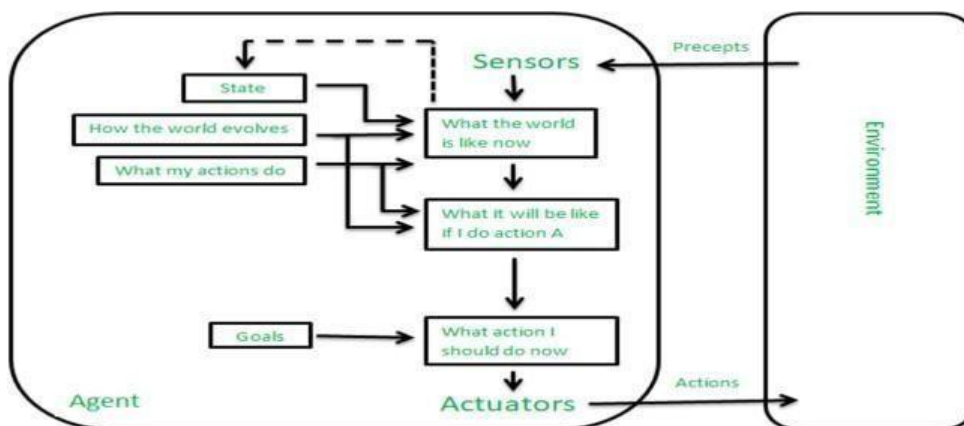 Precepts
Sensors
State
What the world
is like now
How the world evolves
What my actions do
What it will be like
if I do action A
Environment
Goals
What action I
should do now
Agent
Actuators
Actions